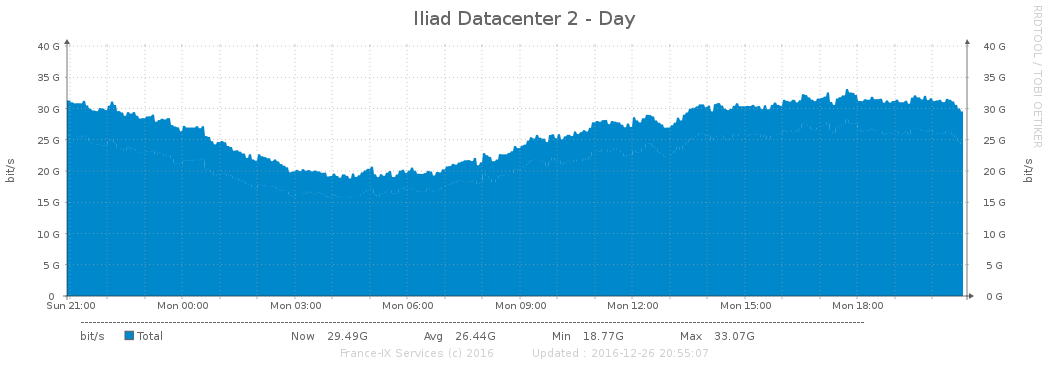 Iliad Datacenter 2 - Day
RRDTOOL / TOBI OETIKER
40 G 40 G
35 G 35 G
30 G 30 G
25 G 25 G
20 G 20 G
15 G 15 G
10 G 10 G
5 G 5 G
0 0 G
bit/s bit/s
Sun 21:00 Mon 00:00 Mon 03:00 Mon 06:00 Mon 09:00 Mon 12:00 Mon 15:00 Mon 18:00
bit/s Total Now 29.49G Avg 26.44G Min 18.77G Max 33.07G
France-IX Services (c) 2016 Updated : 2016-12-26 20:55:07